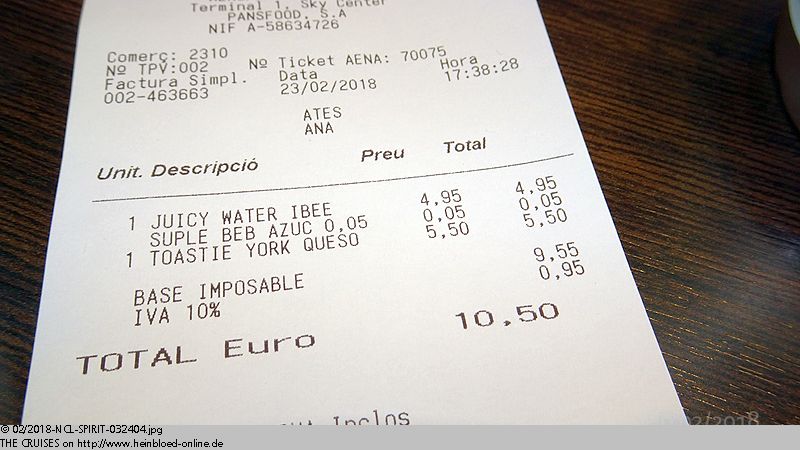 Terminal 1, Sky Center
PANSFOOD, S.A
NIF A-58634726
Comerç: 2310
Nº TPV:002 Nº Ticket AENA: 70075
Factura Simpl. Data Hora
002-463663 23/02/2018 17:38:28
ATES
ANA
Unit. Descripció Preu Total
1 JUICY WATER IBEE 4,95 4,95
SUPLE BEB AZUC 0,05 0,05 0,05
1 TOASTIE YORK QUESO 5,50 5,50
BASE IMPOSABLE 9,55
IVA 10% 0,95
TOTAL Euro 10,50
Inclos
/2018
© 02/2018-NCL-SPIRIT-032404.jpg
THE CRUISES on http://www.heinbloed-online.de